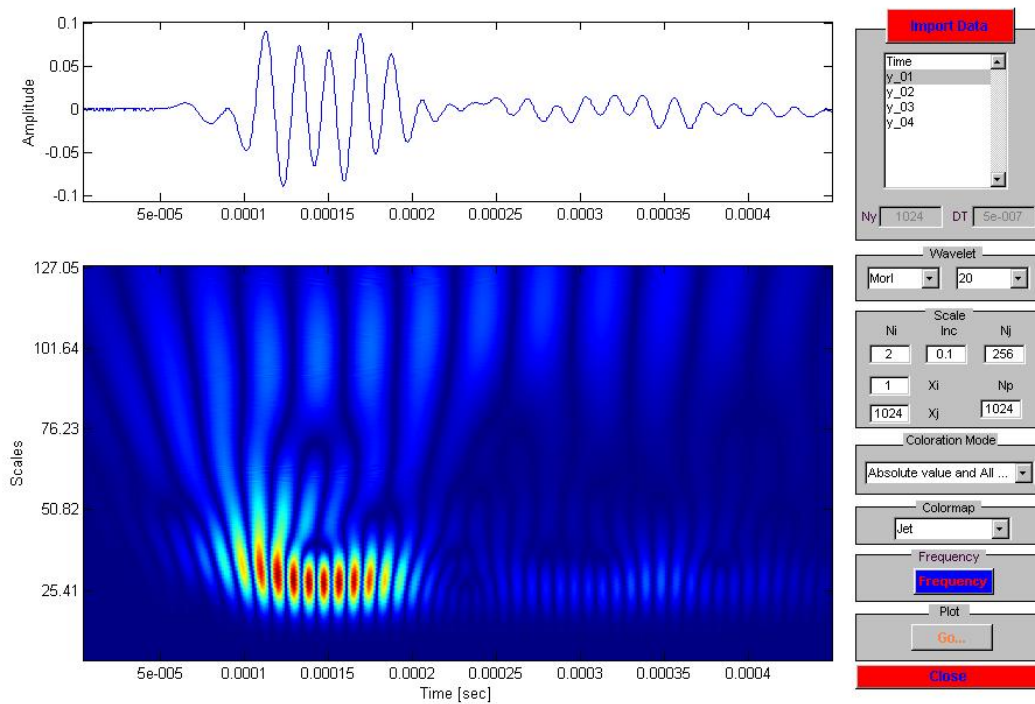 0.1
0.05
0
-0.05
-0.1
Amplitude
5e-005 0.0001 0.00015 0.0002 0.00025 0.0003 0.00035 0.0004
127.05
101.64
76.23
50.82
25.41
Scales
5e-005 0.0001 0.00015 0.0002 0.00025 0.0003 0.00035 0.0004
Time [sec]
Import Data
Time
y_01
y_02
y_03
y_04
Ny 1024 DT 5e-007
Wavelet
Morl 20
Scale
Ni Inc Nj
2 0.1 256
1 Xi Np
1024 Xj 1024
Coloration Mode
Absolute value and All ...
Colormap
Jet
Frequency
Frequency
Plot
Go...
Close